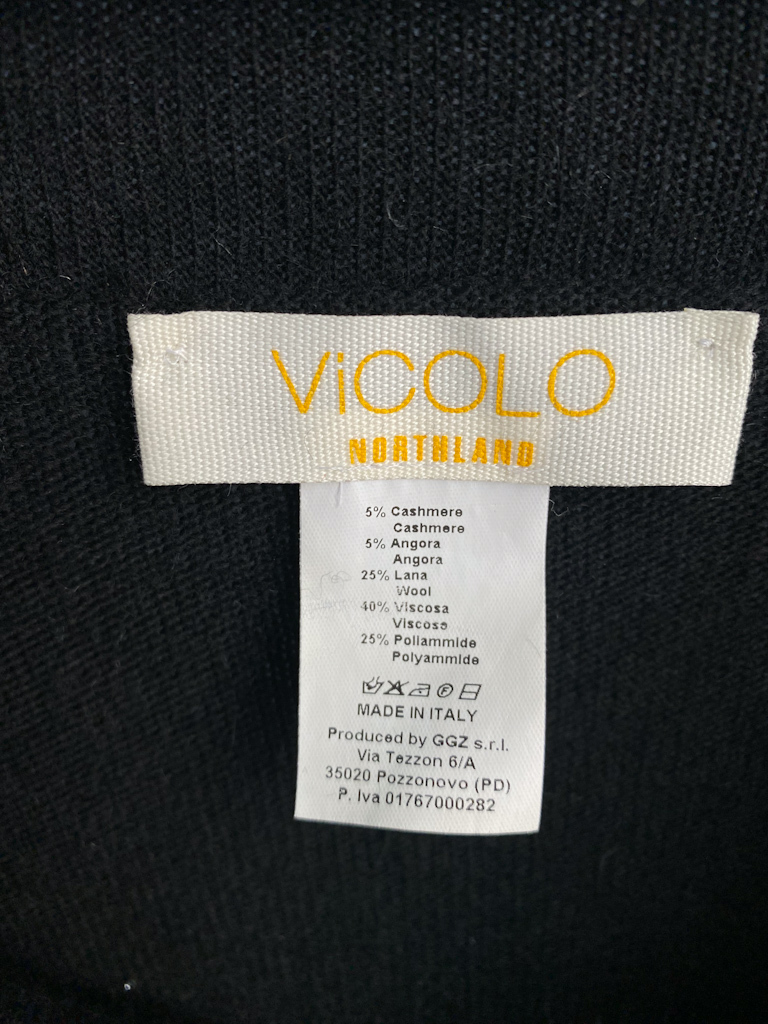 ViCOLO
NORTHLAND
5% Cashmere
Cashmere
5% Angora
Angora
25% Lana
Wool
40% Viscosa
Viscose
25% Poliammide
Polyammide
MADE IN ITALY
Produced by GGZ s.r.l.
Via Tezzon 6/A
35020 Pozzonovo (PD)
P. Iva 01767000282